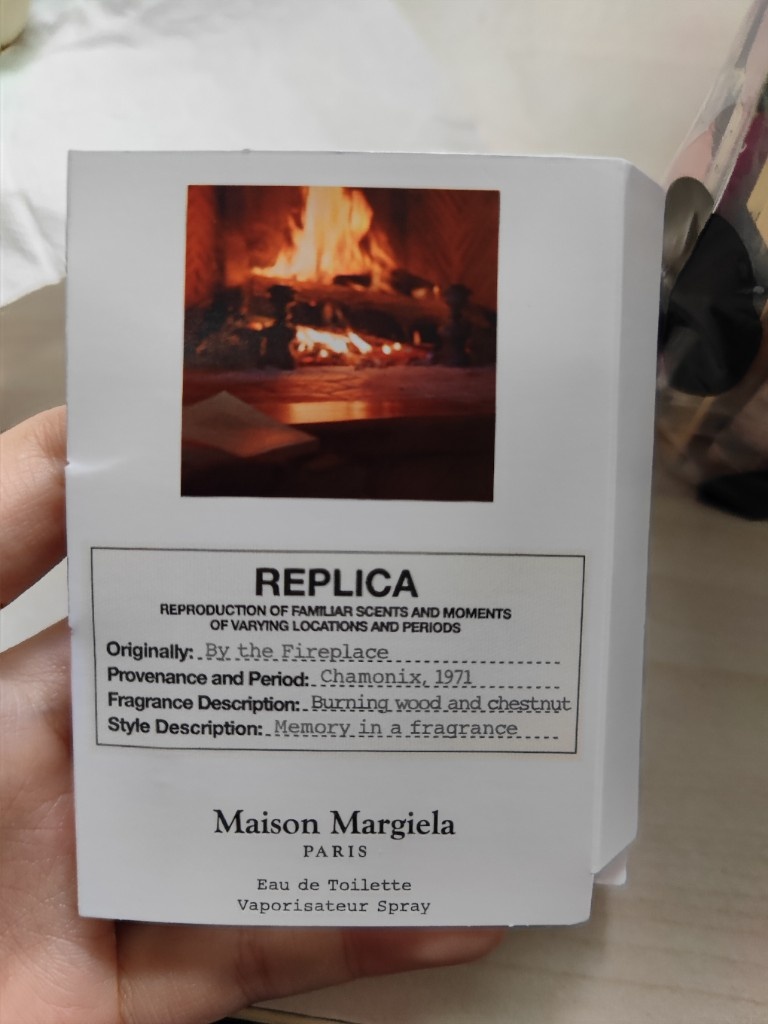 REPLICA
REPRODUCTION OF FAMILIAR SCENTS AND MOMENTS
OF VARYING LOCATIONS AND PERIODS
Originally: By the Fireplace
Provenance and Period: Chamonix, 1971
Fragrance Description: Burning wood and chestnut
Style Description: Memory in a fragrance
Maison Margiela
PARIS
Eau de Toilette
Vaporisateur Spray